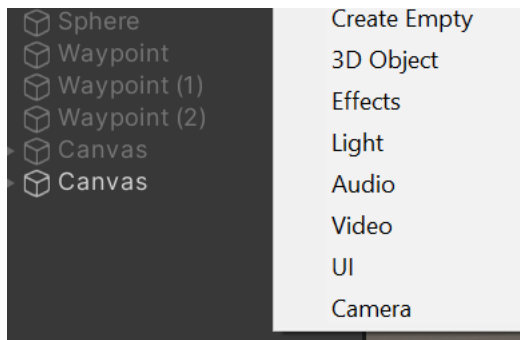 Sphere
Waypoint
Waypoint (1)
Waypoint (2)
Canvas
Canvas
Create Empty
3D Object
Effects
Light
Audio
Video
UI
Camera